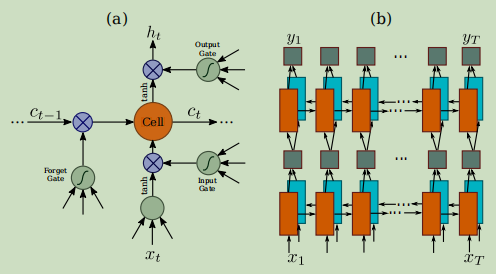 (a)
h_t
Output
Gate
tanh
... c_{t-1}
Cell
c_t ...
Forget
Gate
tanh
Input
Gate
x_t
(b)
y_1 y_T
...
...
...
...
x_1 x_T